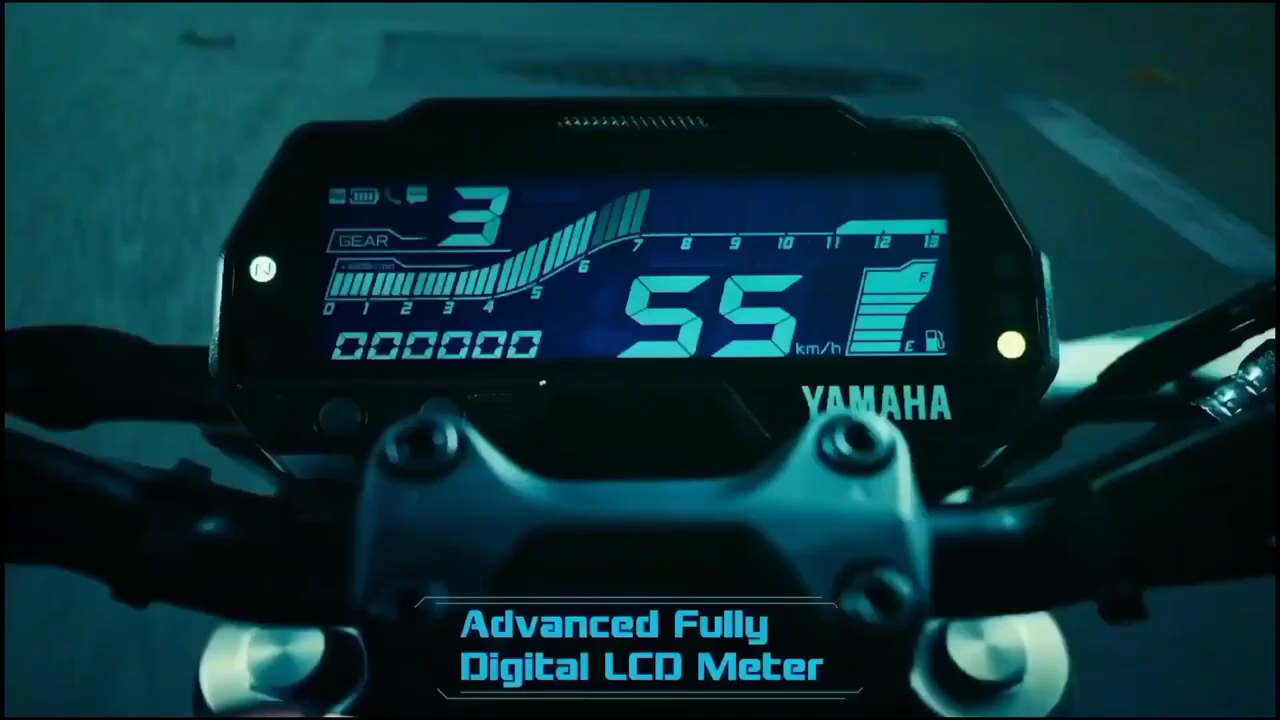 3
GEAR
N
0 1 2 3 4 5 6 7 8 9 10 11 12 13
000000
55
km/h
F
E
YAMAHA
Advanced Fully
Digital LCD Meter